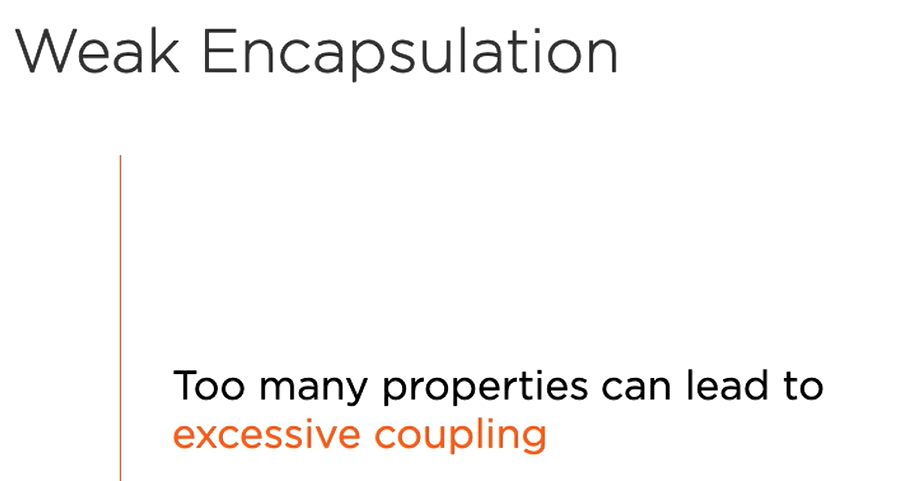 Weak Encapsulation
Too many properties can lead to
excessive coupling